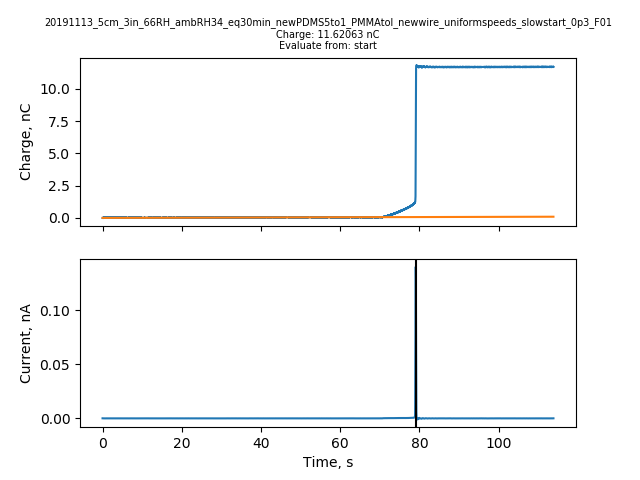 20191113_5cm_3in_66RH_ambRH34_eq30min_newPDMS5to1_PMMAtol_newwire_uniformspeeds_slowstart_0p3_F01
Charge: 11.62063 nC
Evaluate from: start
Charge, nC
10.0
7.5
5.0
2.5
0.0
Current, nA
0.10
0.05
0.00
0 20 40 60 80 100
Time, s